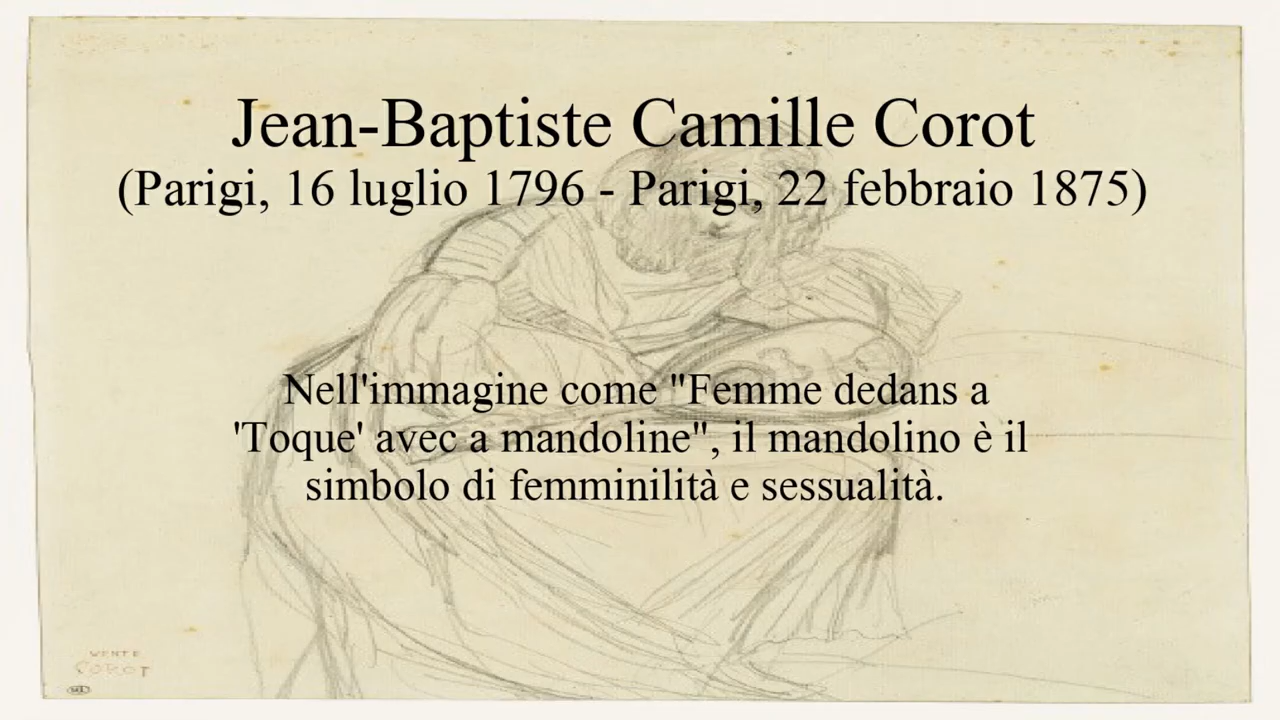 Jean-Baptiste Camille Corot
(Parigi, 16 luglio 1796 - Parigi, 22 febbraio 1875)
Nell'immagine come "Femme dedans a
'Toque' avec a mandoline", il mandolino è il
simbolo di femminilità e sessualità.
VENTE
COROT